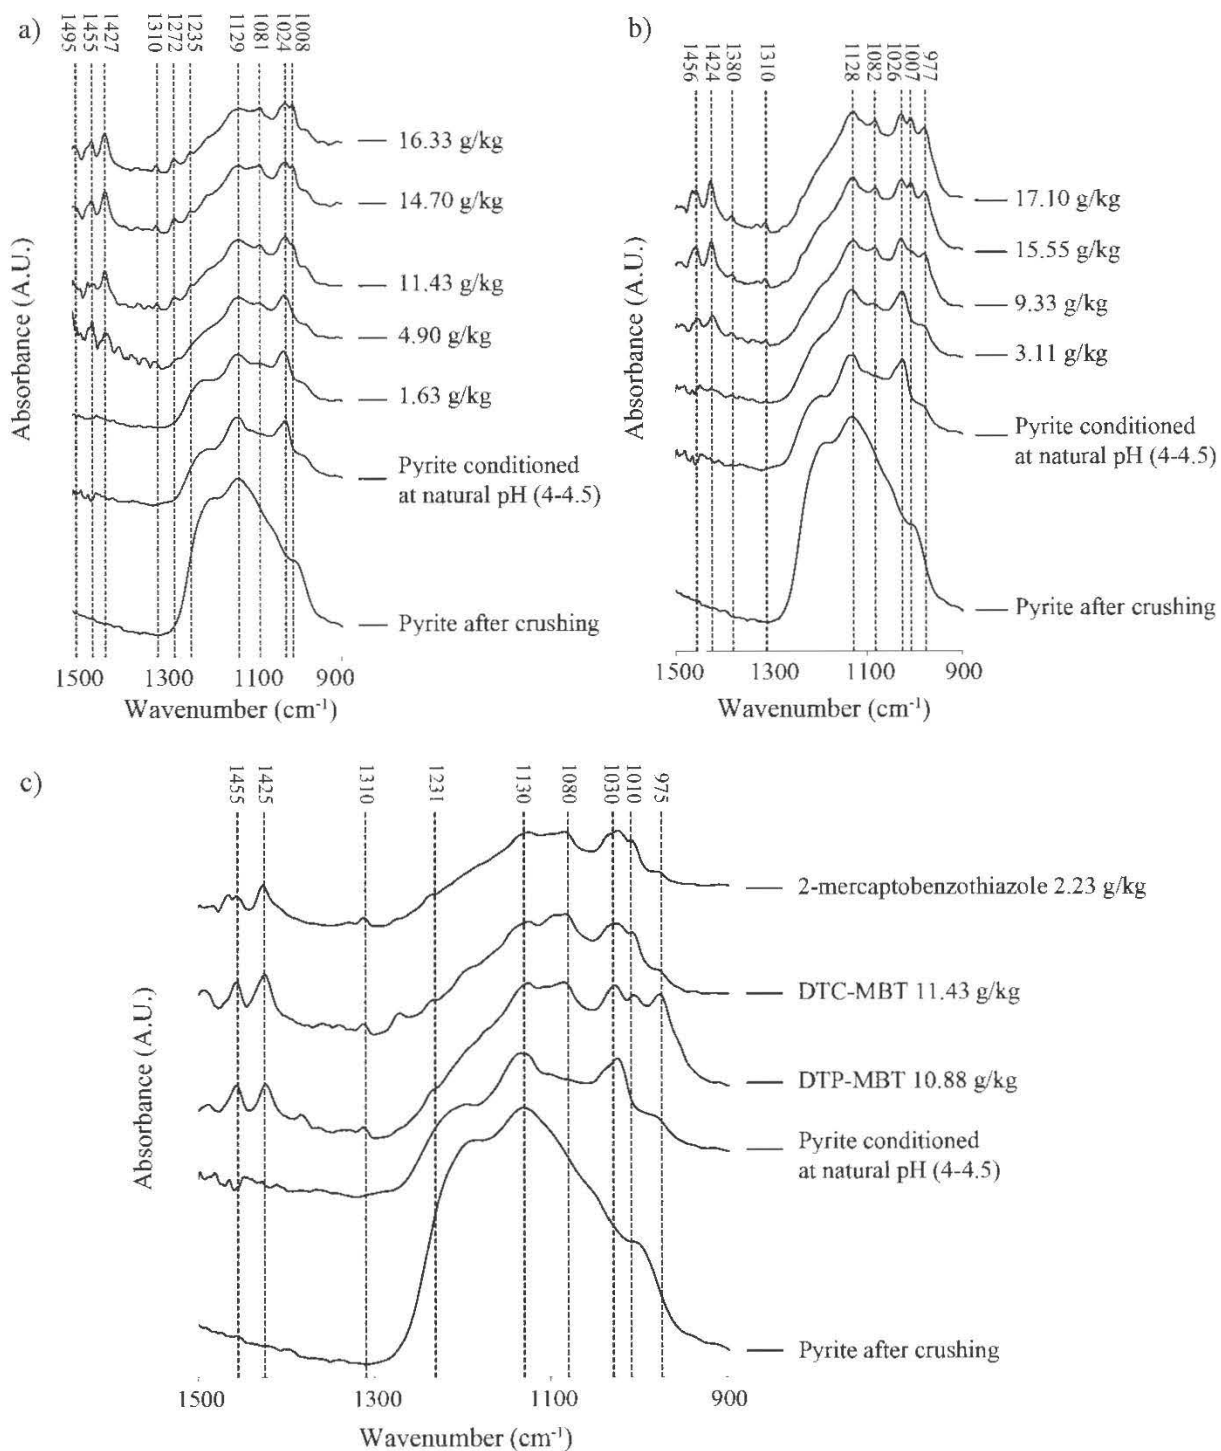 a)
1495
1455
1427
1310
1272
1235
1129
1081
1024
1008
16.33 g/kg
14.70 g/kg
11.43 g/kg
4.90 g/kg
1.63 g/kg
Pyrite conditioned
at natural pH (4-4.5)
Pyrite after crushing
Absorbance (A.U.)
1500
1300
1100
900
Wavenumber (cm⁻¹)
b)
1456
1424
1380
1310
1128
1082
1026
1007
977
17.10 g/kg
15.55 g/kg
9.33 g/kg
3.11 g/kg
Pyrite conditioned
at natural pH (4-4.5)
Pyrite after crushing
Absorbance (A.U.)
1500
1300
1100
900
Wavenumber (cm⁻¹)
c)
1455
1425
1310
1231
1130
1080
1030
1010
975
2-mercaptobenzothiazole 2.23 g/kg
DTC-MBT 11.43 g/kg
DTP-MBT 10.88 g/kg
Pyrite conditioned
at natural pH (4-4.5)
Pyrite after crushing
Absorbance (A.U.)
1500
1300
1100
900
Wavenumber (cm⁻¹)